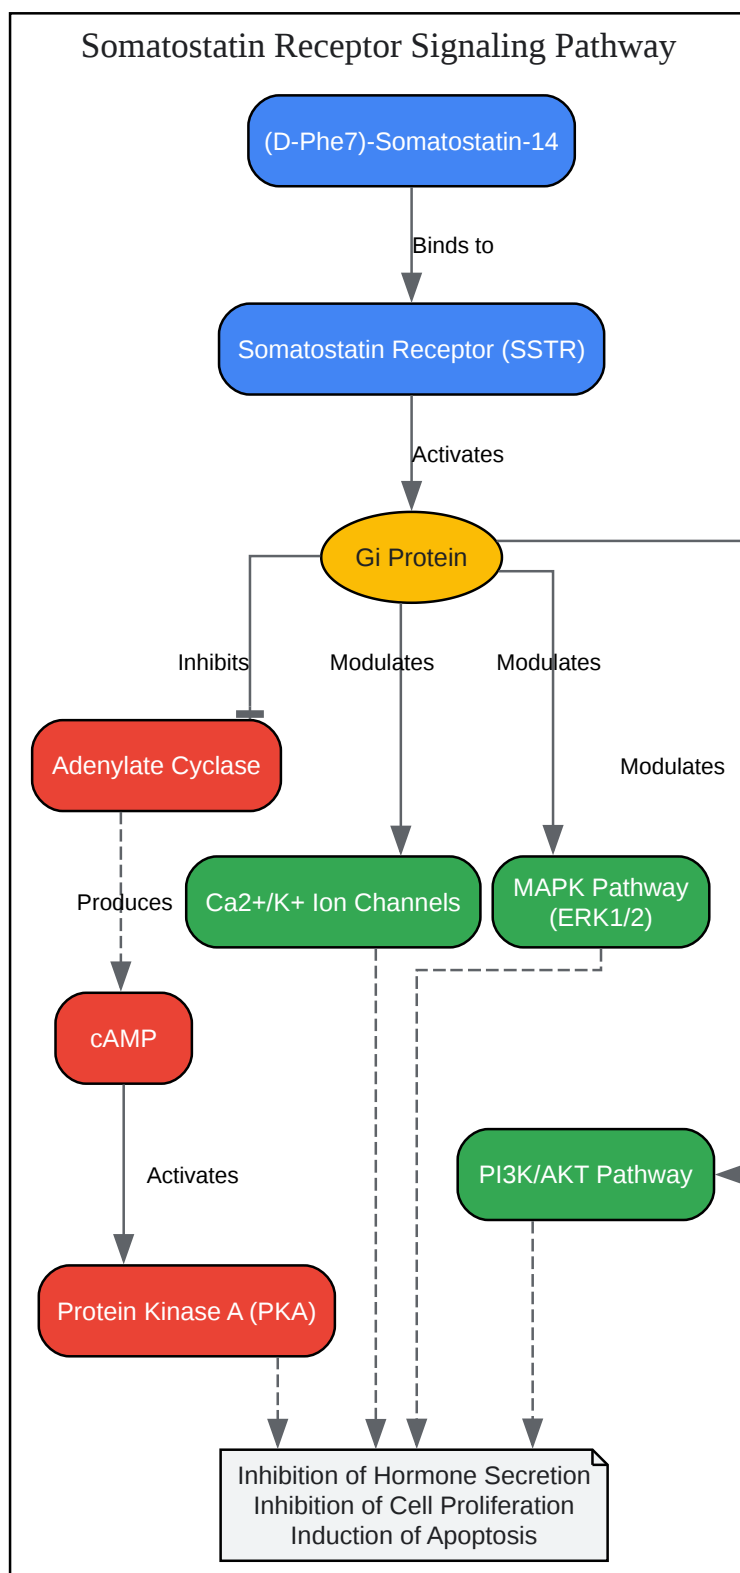 Somatostatin Receptor Signaling Pathway
(D-Phe7)-Somatostatin-14
Binds to
Somatostatin Receptor (SSTR)
Activates
Gi Protein
Inhibits
Modulates
Modulates
Adenylate Cyclase
Modulates
Produces
Ca2+/K+ Ion Channels
MAPK Pathway
(ERK1/2)
cAMP
Activates
PI3K/AKT Pathway
Protein Kinase A (PKA)
Inhibition of Hormone Secretion
Inhibition of Cell Proliferation
Induction of Apoptosis